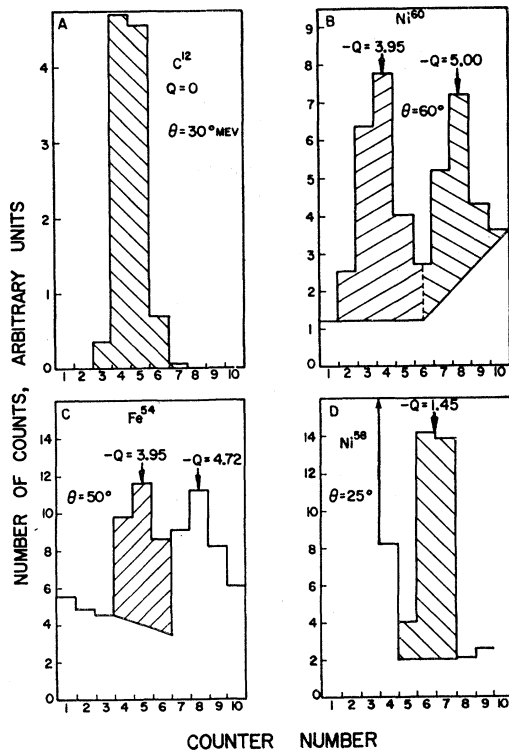 NUMBER OF COUNTS, ARBITRARY UNITS
A
C12
Q=0
θ=30° MEV
4
3
2
1
0
1 2 3 4 5 6 7 8 9 10
B
Ni60
-Q=3.95
-Q=5.00
θ=60°
9
8
7
6
5
4
3
2
1
0
1 2 3 4 5 6 7 8 9 10
C
Fe54
-Q=3.95
-Q=4.72
θ=50°
14
12
10
8
6
4
2
0
1 2 3 4 5 6 7 8 9 10
D
-Q=1.45
Ni58
θ=25°
14
12
10
8
6
4
2
0
1 2 3 4 5 6 7 8 9 10
COUNTER NUMBER